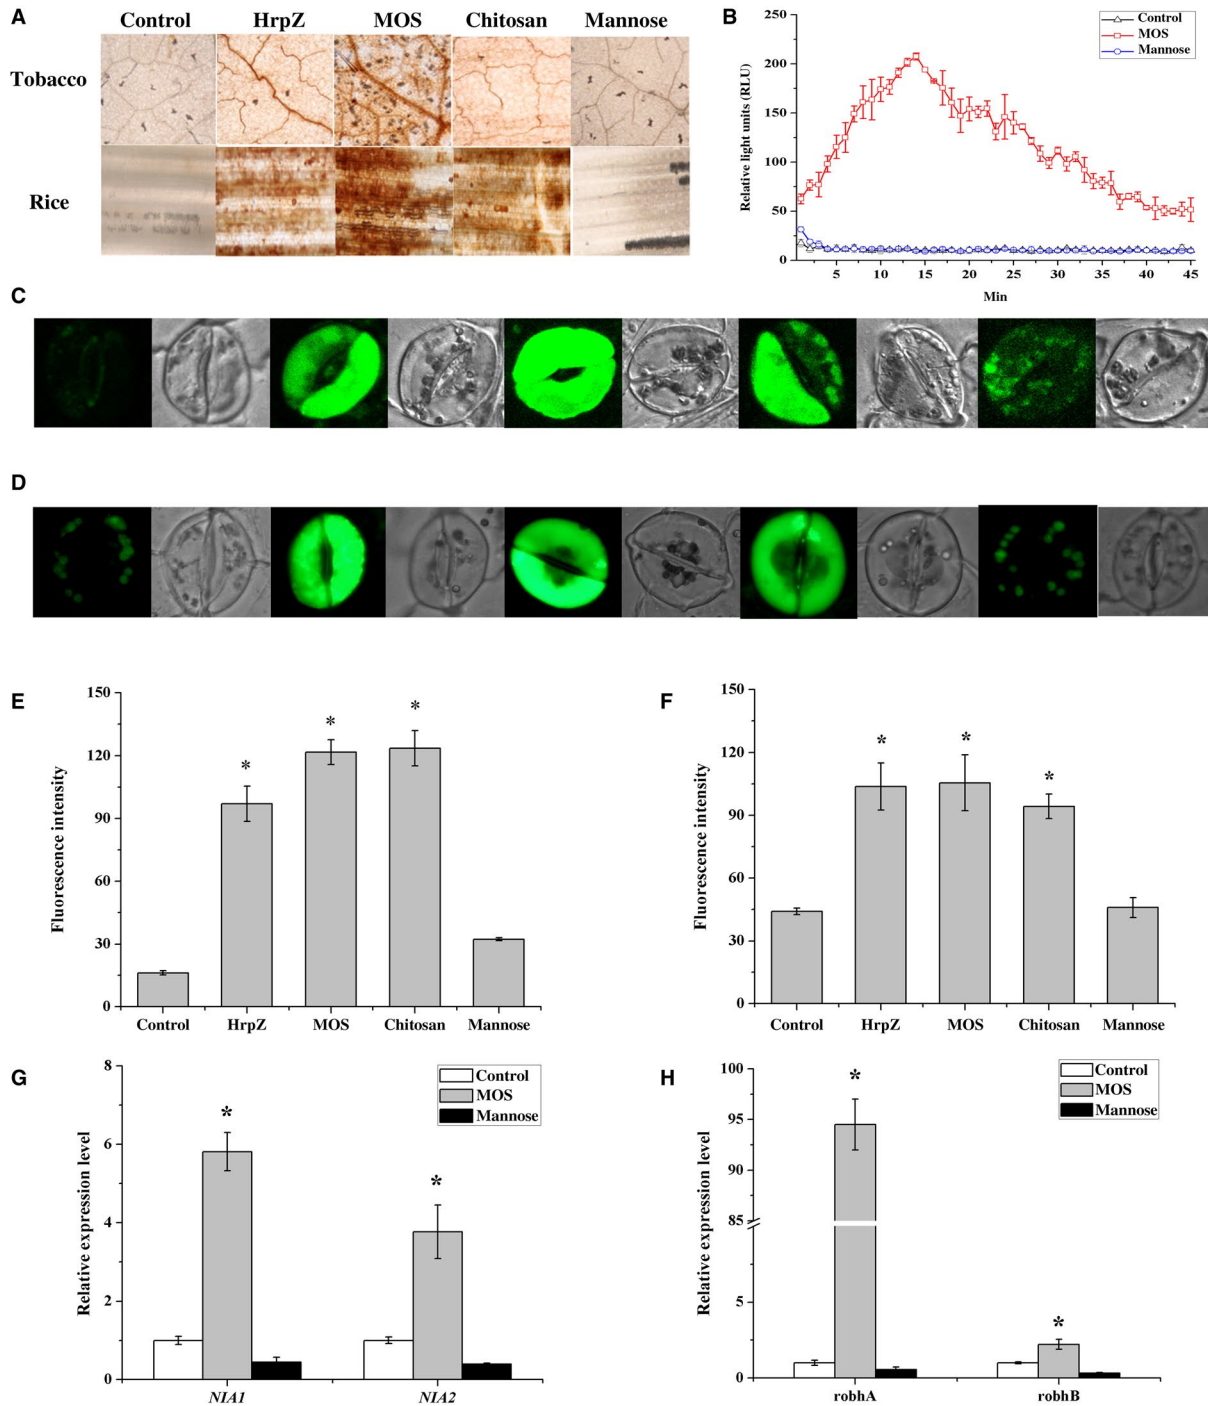 A
Control HrpZ MOS Chitosan Mannose
Tobacco
Rice
B
Control
MOS
Mannose
Relative light units (RLU)
250
200
150
100
50
0
5 10 15 20 25 30 35 40 45
Min
C
D
E
Fluorescence intensity
150
120
90
60
30
0
* * *
Control HrpZ MOS Chitosan Mannose
F
Fluorescence intensity
150
120
90
60
30
0
* * *
Control HrpZ MOS Chitosan Mannose
G
Relative expression level
8
6
4
2
0
Control
MOS
Mannose
* *
NIA1 NIA2
H
Relative expression level
100
95
90
85
5
0
Control
MOS
Mannose
* *
robhA robhB